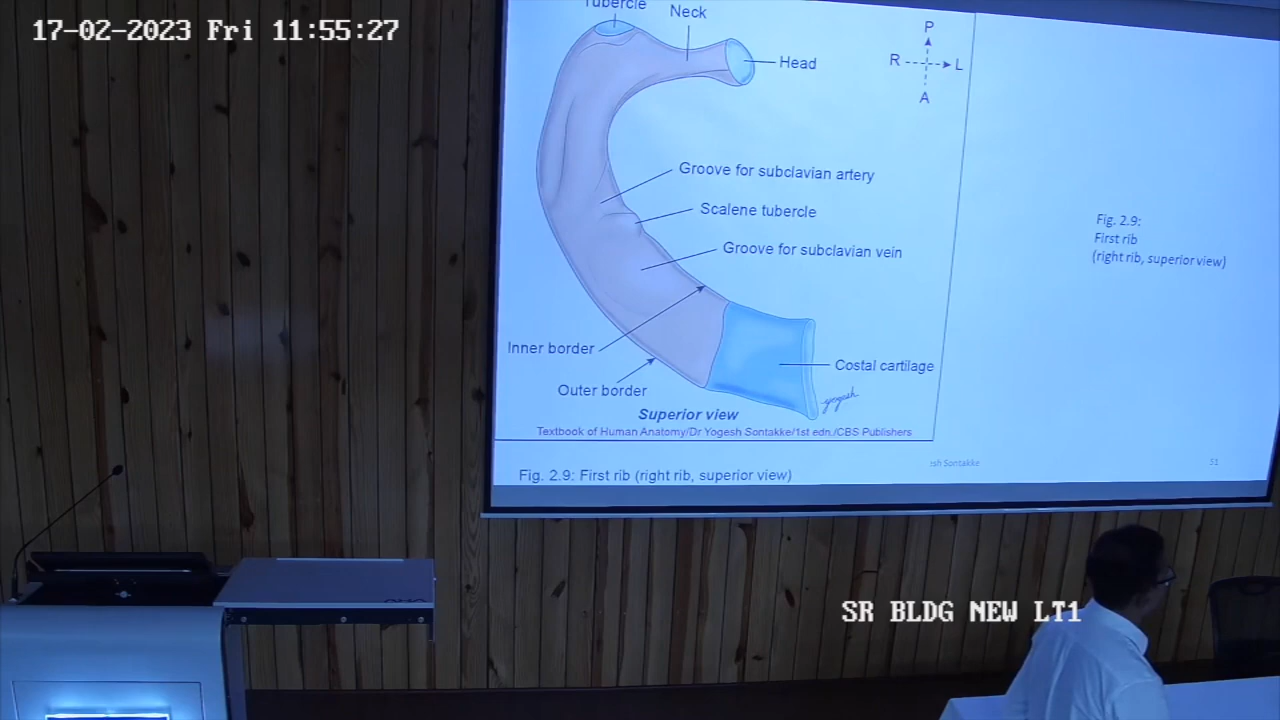 17-02-2023 Fri 11:55:27
Tubercle
Neck
Head
P
R
L
A
Groove for subclavian artery
Scalene tubercle
Groove for subclavian vein
Inner border
Outer border
Costal cartilage
yogesh
Superior view
Textbook of Human Anatomy/Dr Yogesh Sontakke/1st edn./CBS Publishers
Fig. 2.9: First rib (right rib, superior view)
Fig. 2.9:
First rib
(right rib, superior view)
Sontakke
SR BLDG NEW LT1